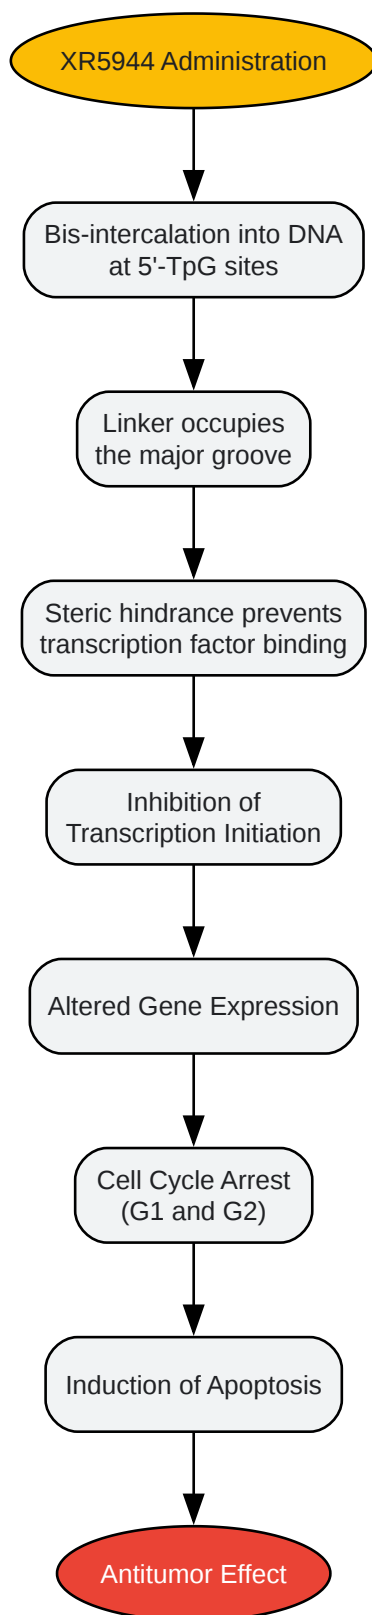 XR5944 Administration
Bis-intercalation into DNA
at 5'-TpG sites
Linker occupies
the major groove
Steric hindrance prevents
transcription factor binding
Inhibition of
Transcription Initiation
Altered Gene Expression
Cell Cycle Arrest
(G1 and G2)
Induction of Apoptosis
Antitumor Effect